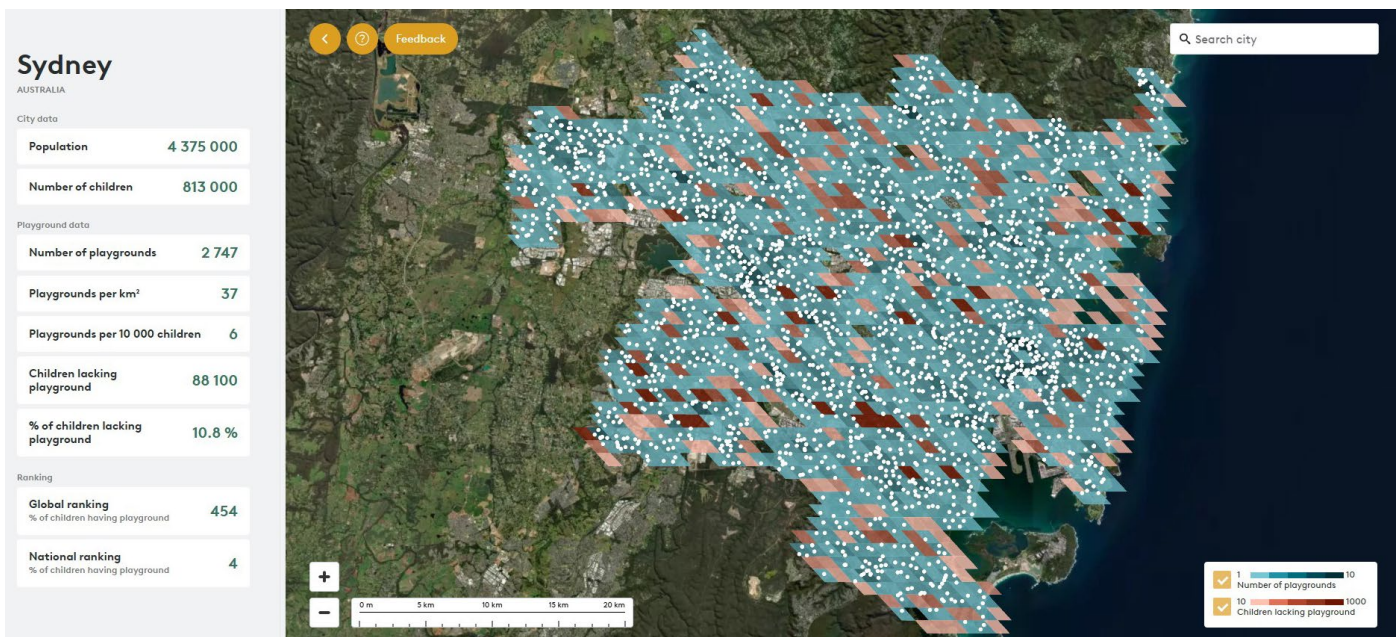 Sydney
AUSTRALIA
City data
Population 4 375 000
Number of children 813 000
Playground data
Number of playgrounds 2 747
Playgrounds per km² 37
Playgrounds per 10 000 children 6
Children lacking
playground 88 100
% of children lacking
playground 10.8 %
Ranking
Global ranking 454
% of children having playground
National ranking 4
% of children having playground
Feedback
Search city
0 m 5 km 10 km 15 km 20 km
1 10
Number of playgrounds
10 1000
Children lacking playground